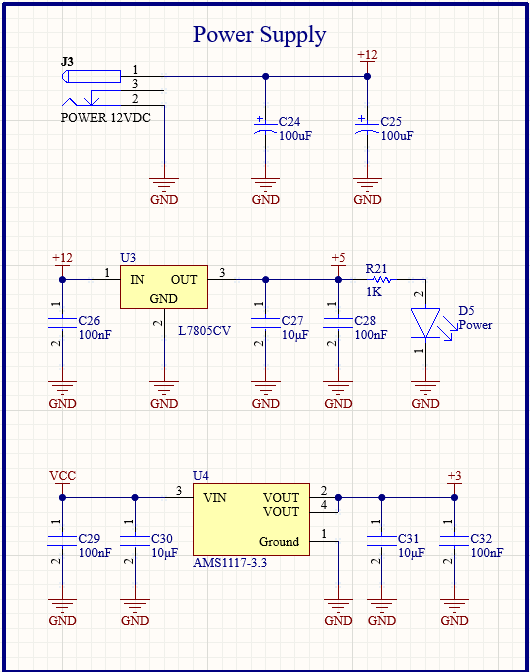 Power Supply
J3
+12
1
3
2
POWER 12VDC
+ C24
100uF
+ C25
100uF
GND
GND
GND
+12
U3
+5
R21
1K
1
IN OUT
GND
3
2
L7805CV
1
C26
100nF
2
1
C27
10µF
2
1
C28
100nF
2
2
D5
Power
1
GND
GND
GND
GND
GND
VCC
U4
+3
3
VIN
VOUT
2
VOUT
4
Ground
1
AMS1117-3.3
1
C29
100nF
2
1
C30
10µF
2
1
C31
10µF
2
1
C32
100nF
2
GND
GND
GND
GND
GND